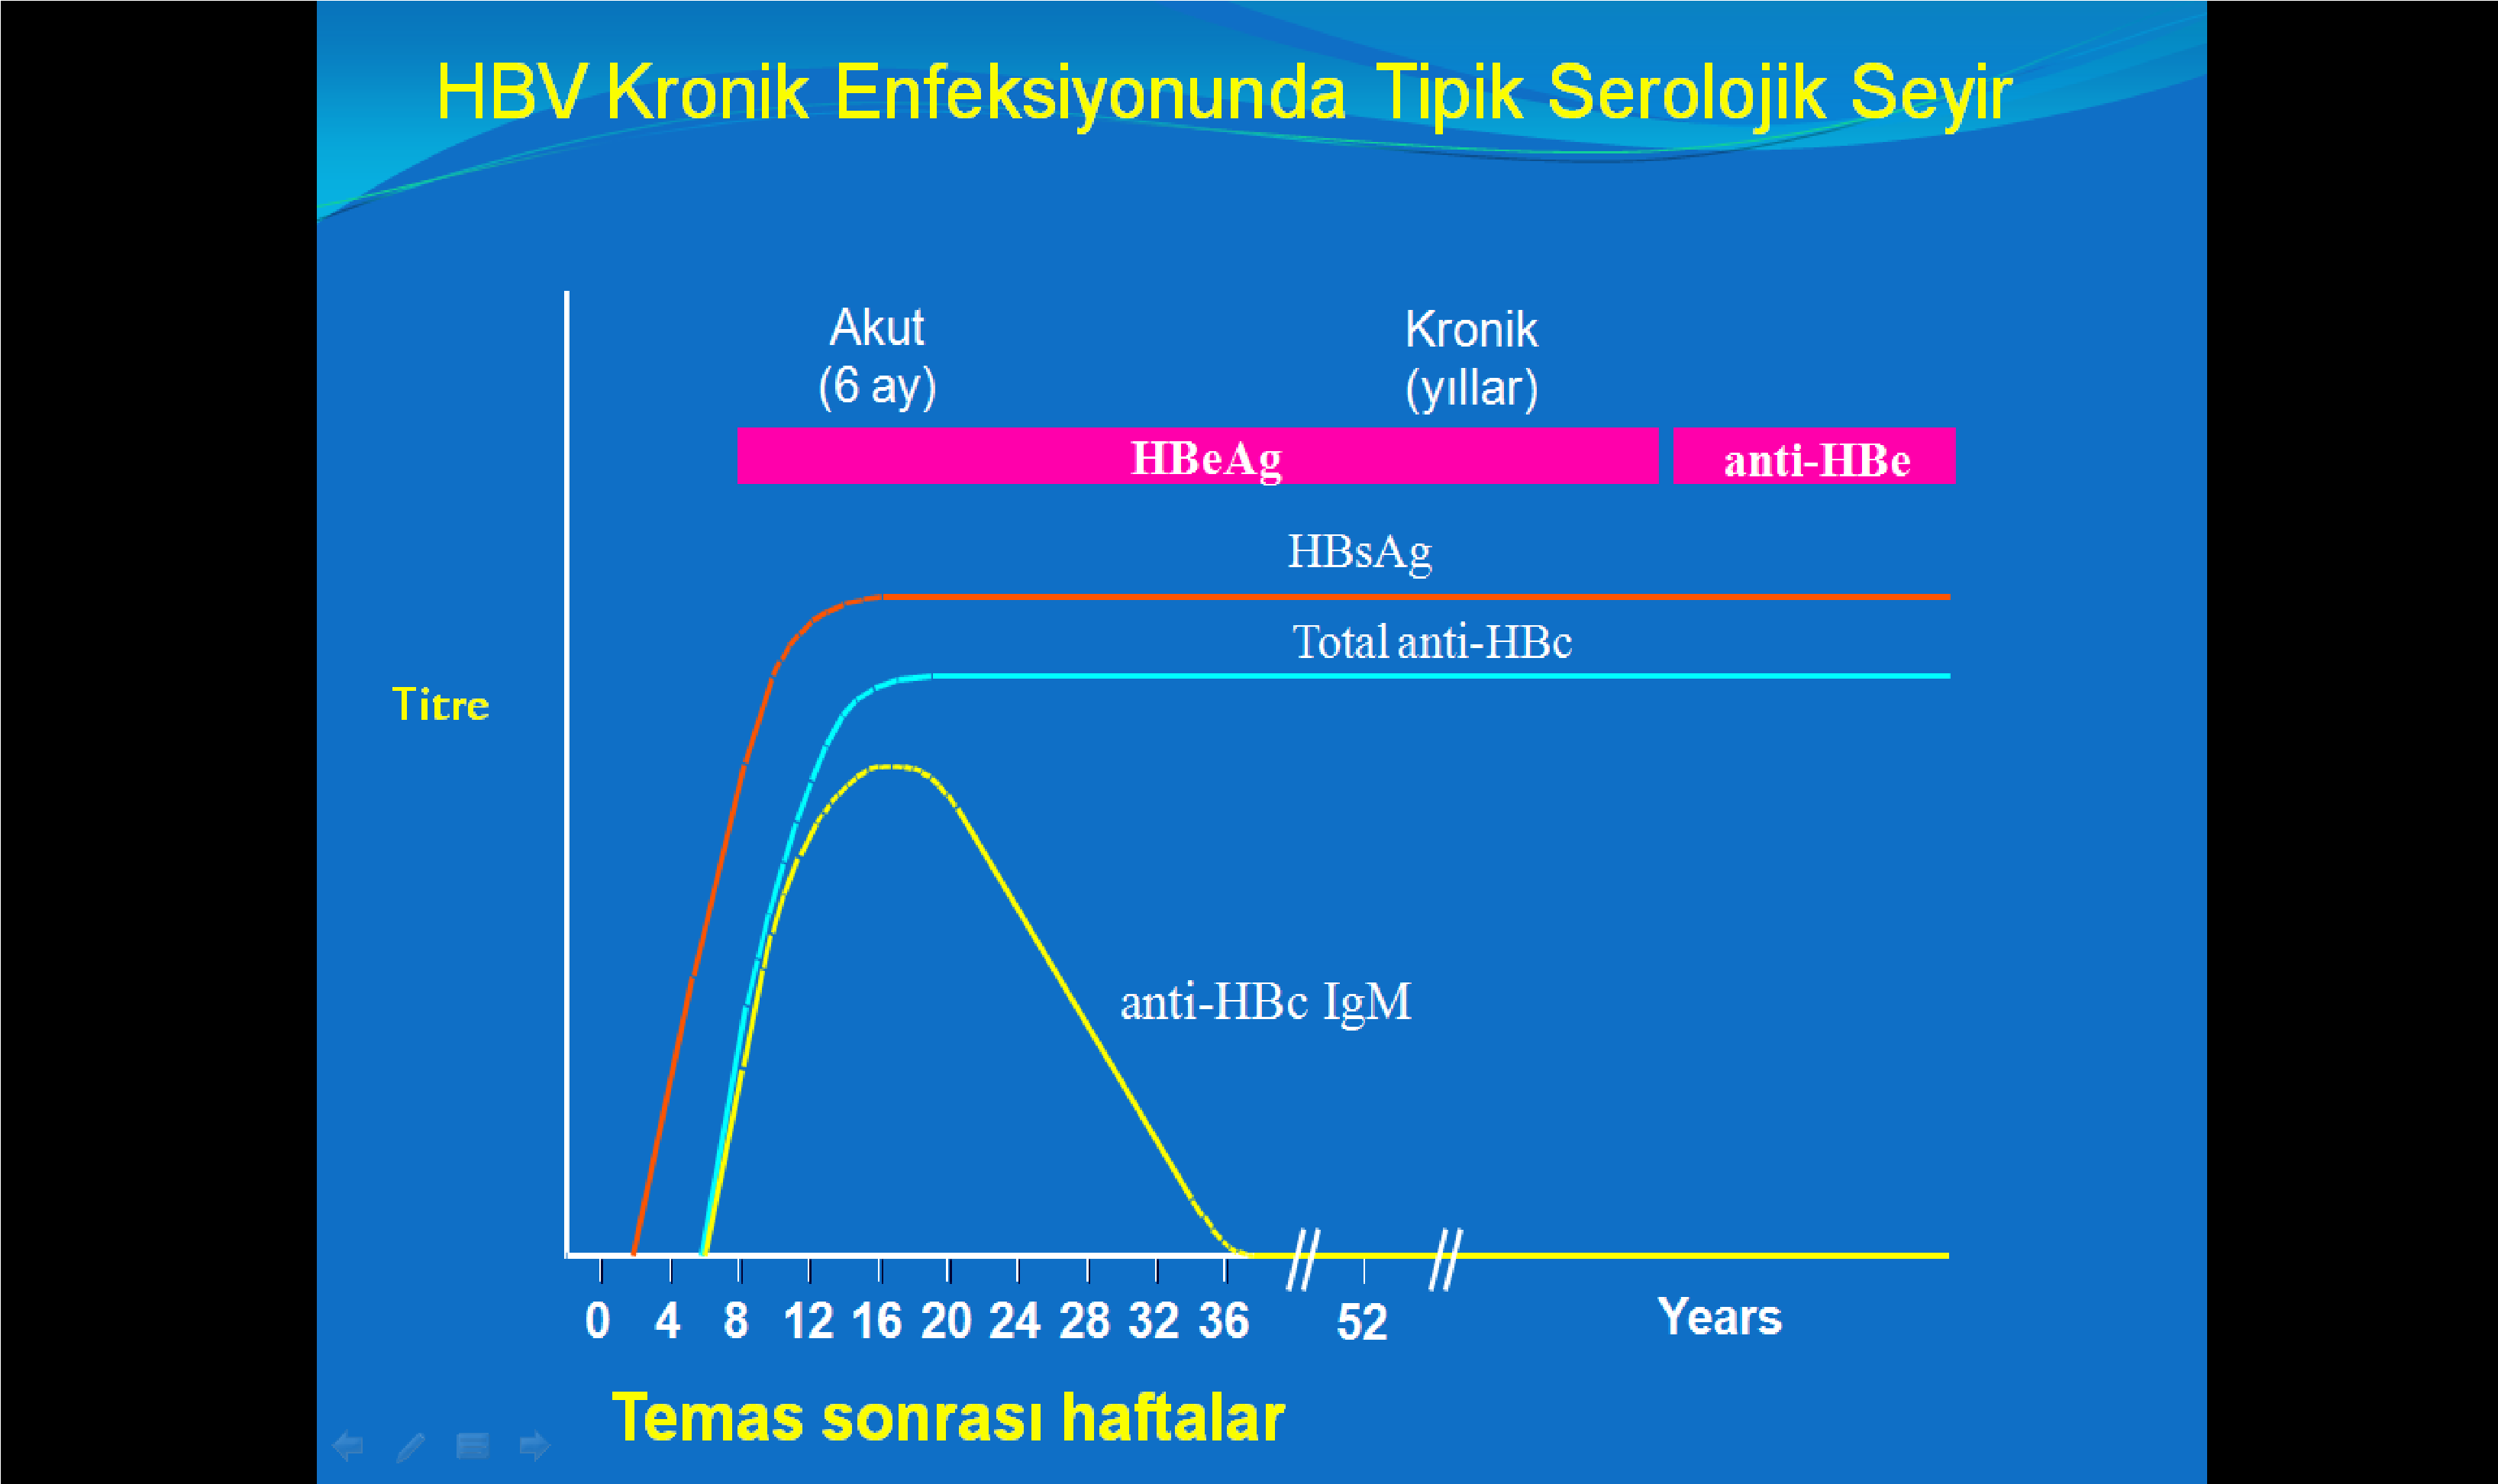 HBV Kronik Enfeksiyonunda Tipik Serolojik Seyir
Akut
(6 ay)
Kronik
(yıllar)
HBeAg
anti-HBe
HBsAg
Total anti-HBc
Titre
anti-HBc IgM
0 4 8 12 16 20 24 28 32 36 52 Years
Temas sonrası haftalar